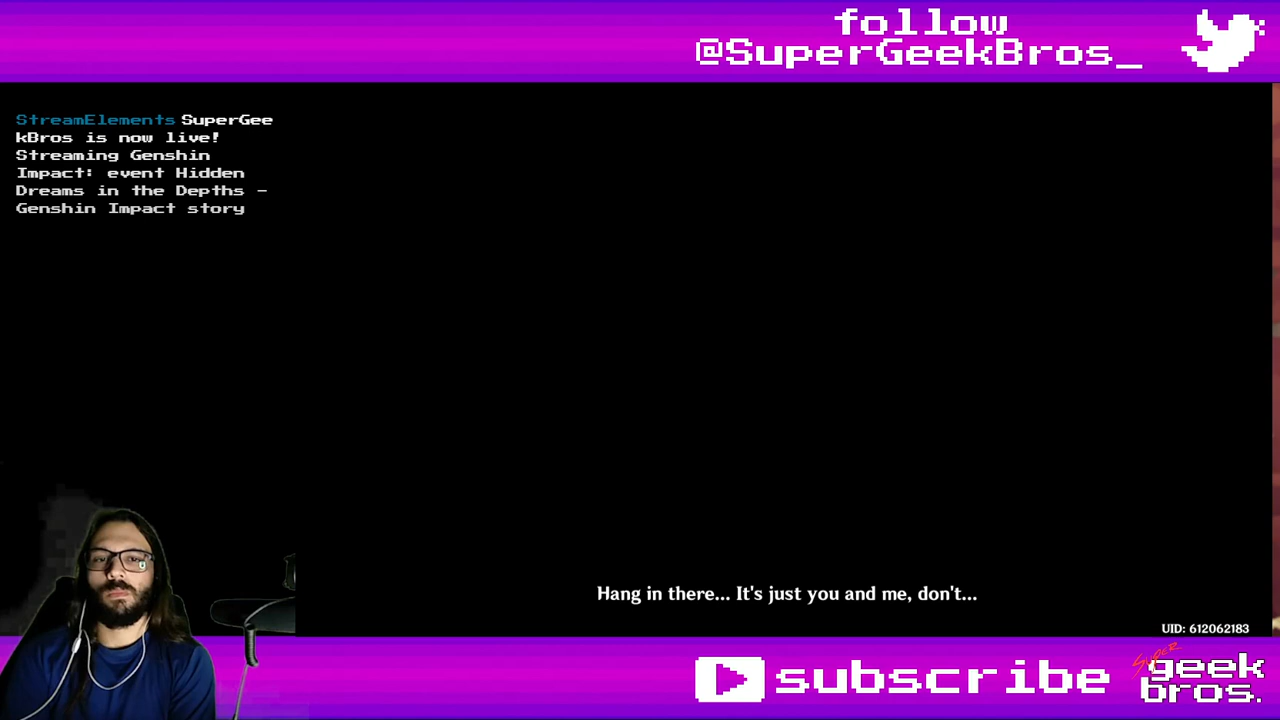 follow
@SuperGeekBros_
StreamElements SuperGee
kBros is now live!
Streaming Genshin
Impact: event Hidden
Dreams in the Depths -
Genshin Impact story
Hang in there... It's just you and me, don't...
UID: 612062183
subscribe
SUPER
geek
bros.